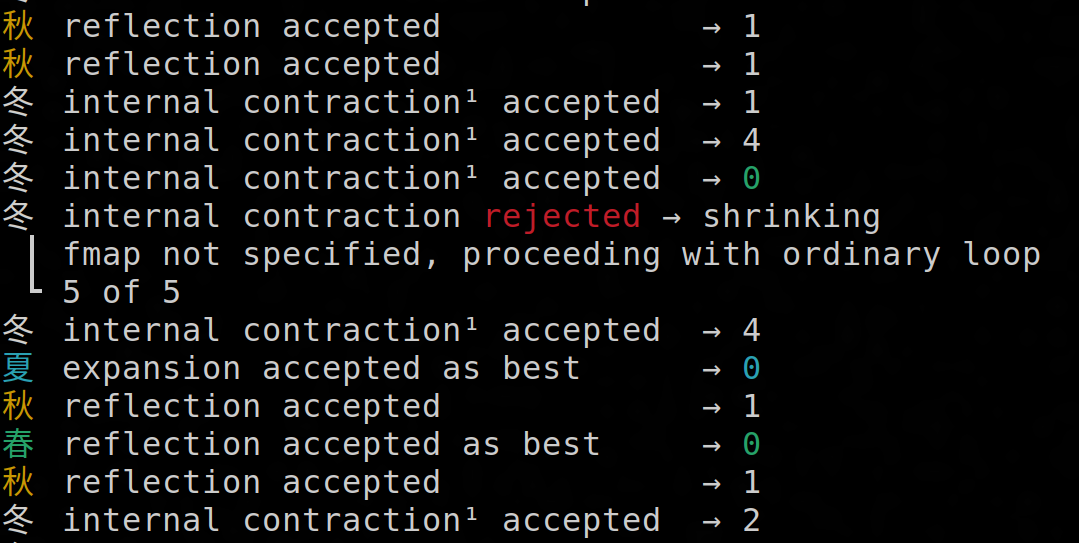 秋 reflection accepted → 1
秋 reflection accepted → 1
冬 internal contraction¹ accepted → 1
冬 internal contraction¹ accepted → 4
冬 internal contraction¹ accepted → 0
冬 internal contraction rejected → shrinking
fmap not specified, proceeding with ordinary loop
5 of 5
冬 internal contraction¹ accepted → 4
夏 expansion accepted as best → 0
秋 reflection accepted → 1
春 reflection accepted as best → 0
秋 reflection accepted → 1
冬 internal contraction¹ accepted → 2